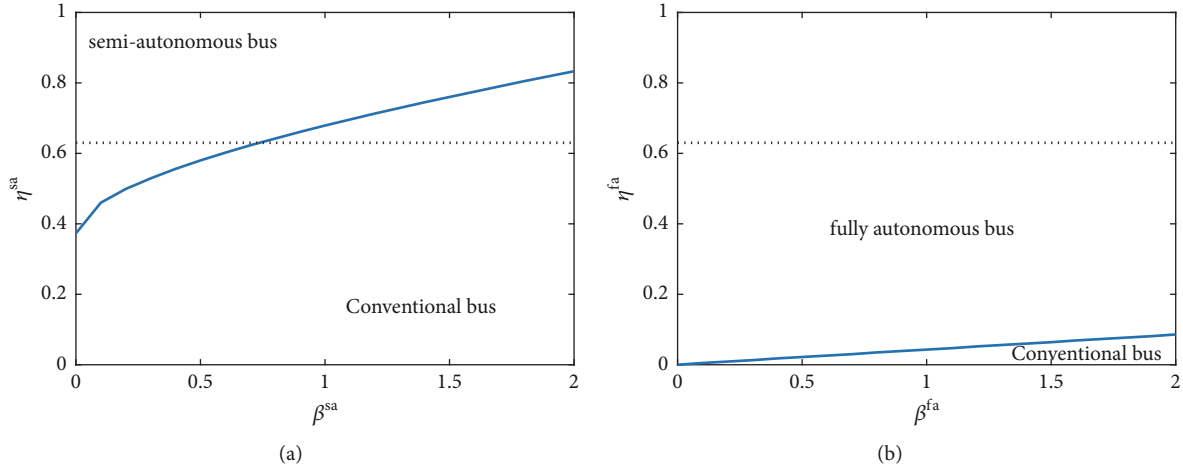 1
semi-autonomous bus
0.8
0.6
η^sa
0.4
0.2
Conventional bus
0
0 0.5 1 1.5 2
β^sa
(a)
1
0.8
0.6
η^fa
fully autonomous bus
0.4
0.2
Conventional bus
0
0 0.5 1 1.5 2
β^fa
(b)